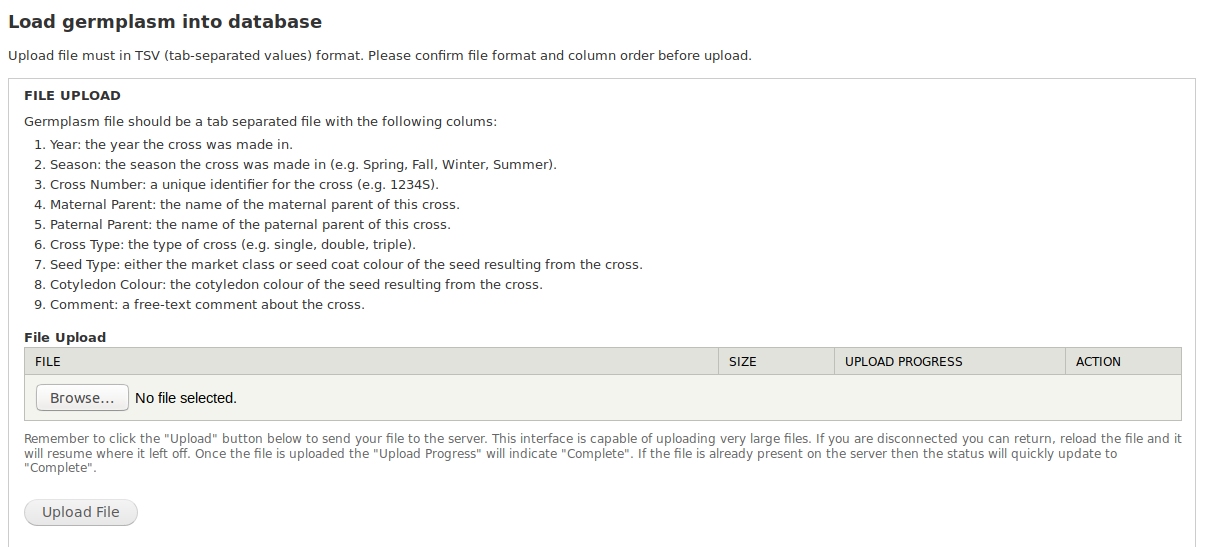 Load germplasm into database
Upload file must in TSV (tab-separated values) format. Please confirm file format and column order before upload.
FILE UPLOAD
Germplasm file should be a tab separated file with the following colums:
1. Year: the year the cross was made in.
2. Season: the season the cross was made in (e.g. Spring, Fall, Winter, Summer).
3. Cross Number: a unique identifier for the cross (e.g. 1234S).
4. Maternal Parent: the name of the maternal parent of this cross.
5. Paternal Parent: the name of the paternal parent of this cross.
6. Cross Type: the type of cross (e.g. single, double, triple).
7. Seed Type: either the market class or seed coat colour of the seed resulting from the cross.
8. Cotyledon Colour: the cotyledon colour of the seed resulting from the cross.
9. Comment: a free-text comment about the cross.
File Upload
FILE SIZE UPLOAD PROGRESS ACTION
Browse... No file selected.
Remember to click the "Upload" button below to send your file to the server. This interface is capable of uploading very large files. If you are disconnected you can return, reload the file and it
will resume where it left off. Once the file is uploaded the "Upload Progress" will indicate "Complete". If the file is already present on the server then the status will quickly update to
"Complete".
Upload File